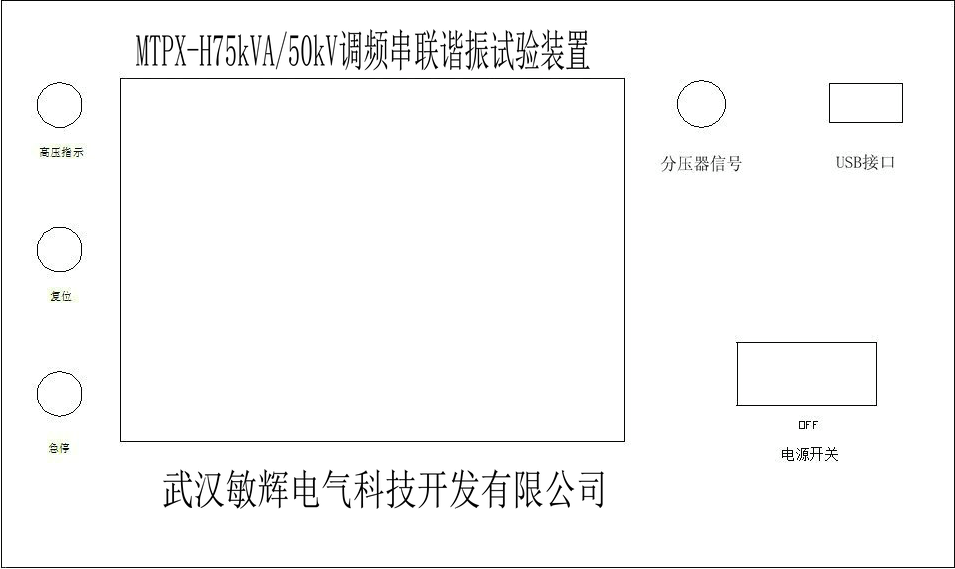 MTPX-H75kVA/50kV调频串联谐振试验装置
高压指示
分压器信号
USB接口
复位
急停
OFF
电源开关
武汉敏辉电气科技开发有限公司